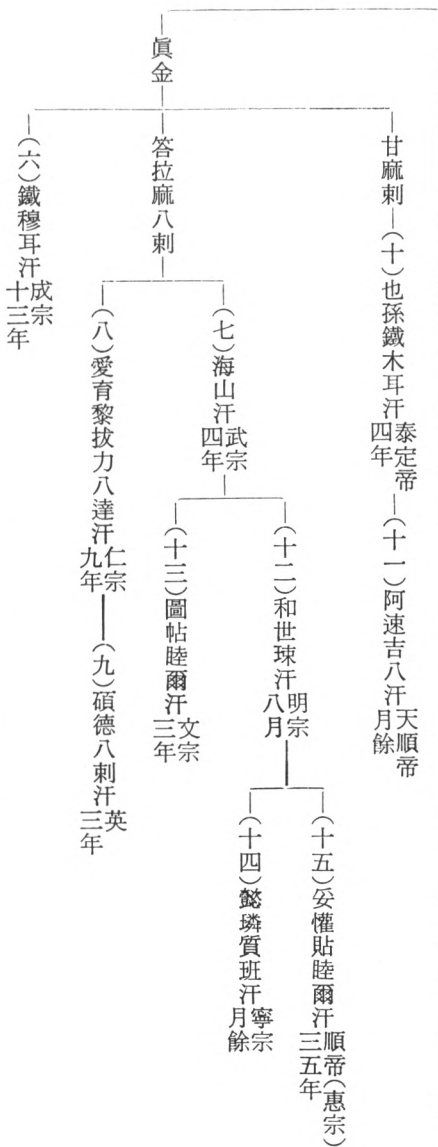 眞金
甘麻剌
（十）也孫鐵木耳汗 泰定帝 四年
（十一）阿速吉八汗 天順帝 月餘
答拉麻八剌
（七）海山汗 武宗 四年
（十二）和世㻋汗 明宗 八月
（十五）妥懽貼睦爾汗 順帝（惠宗） 三五年
（十四）懿璘質班汗 寧宗 月餘
（十三）圖帖睦爾汗 文宗 三年
（八）愛育黎拔力八達汗 仁宗 九年
（九）碩德八剌汗 英 三年
（六）鐵穆耳汗 成宗 十三年